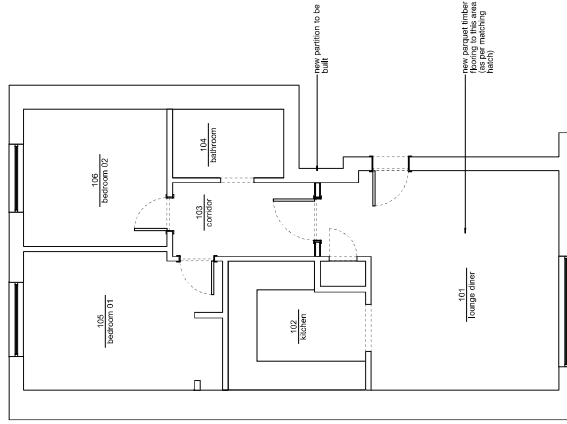 new partition to be
built
new parquet timber
flooring to this area
(as per matching
hatch)
106
bedroom 02
104
bathroom
103
corridor
105
bedroom 01
102
kitchen
101
lounge diner